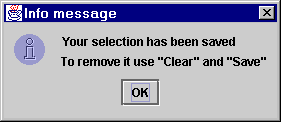 Info message
Your selection has been saved
To remove it use "Clear" and "Save"
OK